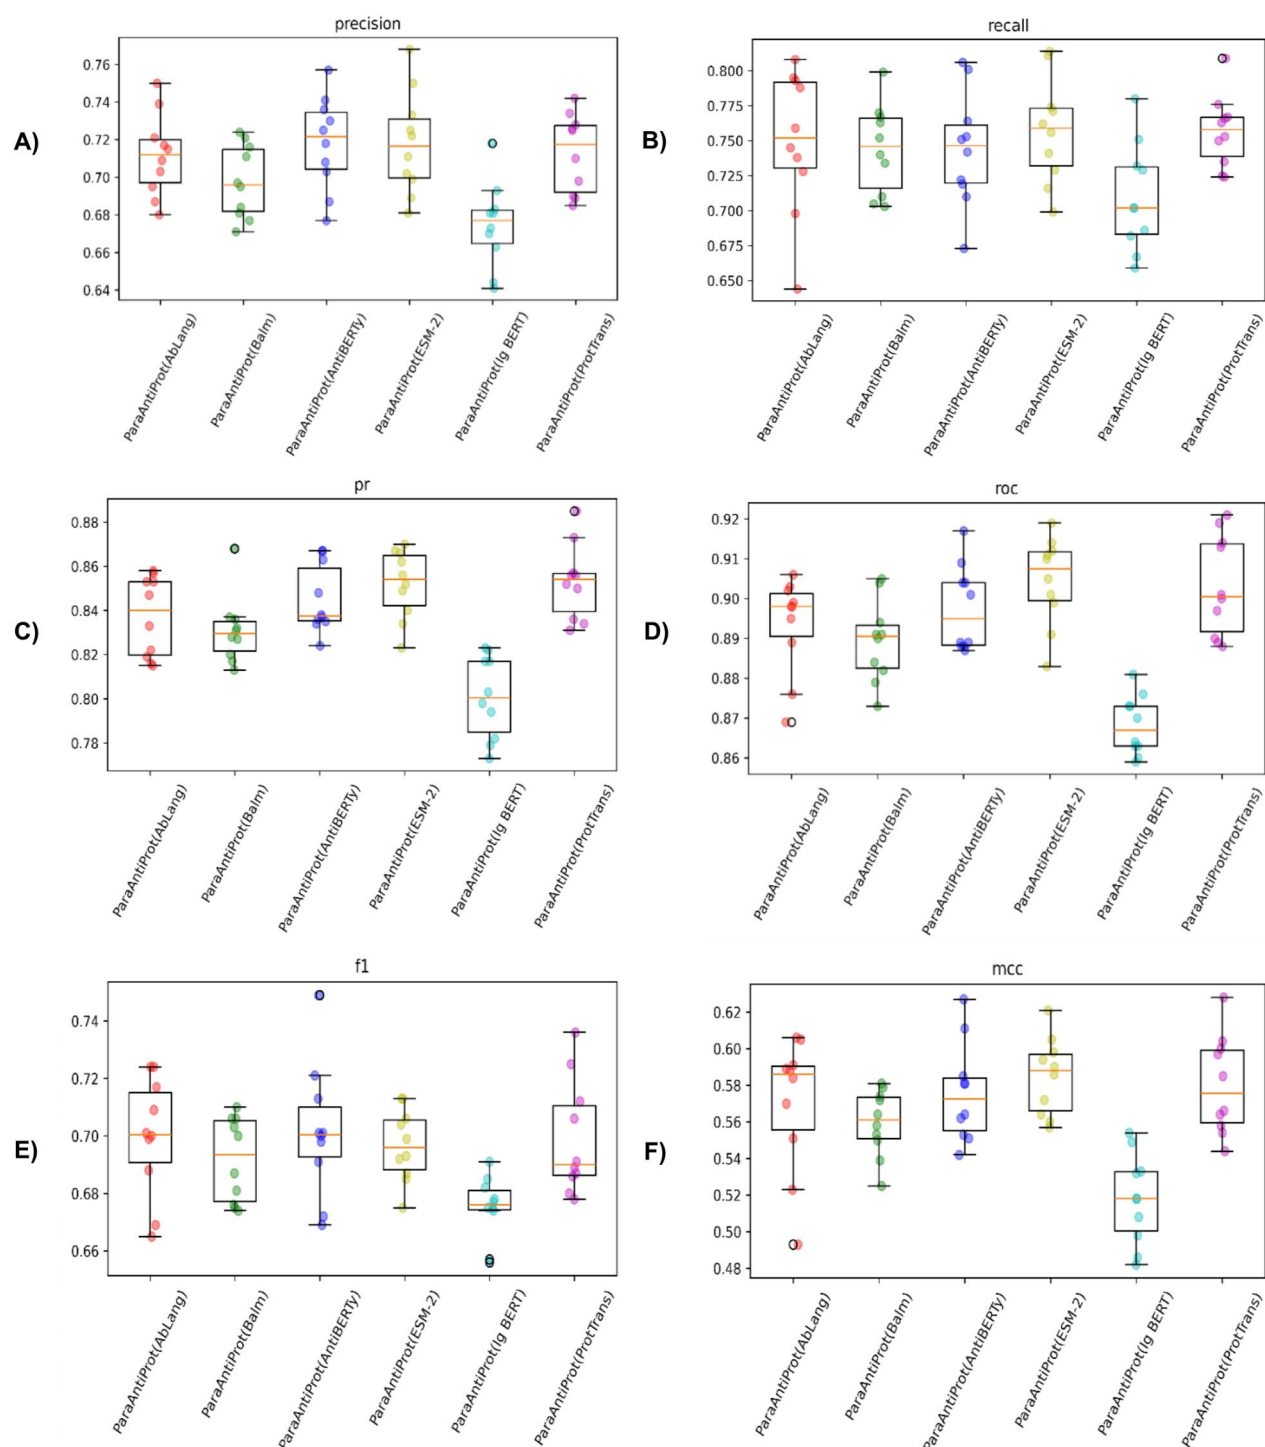 precision
A)
0.76
0.74
0.72
0.70
0.68
0.66
0.64
ParaAntiProt(AbLang)
ParaAntiProt(Balm)
ParaAntiProt(AntiBERTy)
ParaAntiProt(ESM-2)
ParaAntiProt(Ig BERT)
ParaAntiProt(ProtTrans)
recall
B)
0.800
0.775
0.750
0.725
0.700
0.675
0.650
ParaAntiProt(AbLang)
ParaAntiProt(Balm)
ParaAntiProt(AntiBERTy)
ParaAntiProt(ESM-2)
ParaAntiProt(Ig BERT)
ParaAntiProt(ProtTrans)
pr
C)
0.88
0.86
0.84
0.82
0.80
0.78
ParaAntiProt(AbLang)
ParaAntiProt(Balm)
ParaAntiProt(AntiBERTy)
ParaAntiProt(ESM-2)
ParaAntiProt(Ig BERT)
ParaAntiProt(ProtTrans)
roc
D)
0.92
0.91
0.90
0.89
0.88
0.87
0.86
ParaAntiProt(AbLang)
ParaAntiProt(Balm)
ParaAntiProt(AntiBERTy)
ParaAntiProt(ESM-2)
ParaAntiProt(Ig BERT)
ParaAntiProt(ProtTrans)
f1
E)
0.74
0.72
0.70
0.68
0.66
ParaAntiProt(AbLang)
ParaAntiProt(Balm)
ParaAntiProt(AntiBERTy)
ParaAntiProt(ESM-2)
ParaAntiProt(Ig BERT)
ParaAntiProt(ProtTrans)
mcc
F)
0.62
0.60
0.58
0.56
0.54
0.52
0.50
0.48
ParaAntiProt(AbLang)
ParaAntiProt(Balm)
ParaAntiProt(AntiBERTy)
ParaAntiProt(ESM-2)
ParaAntiProt(Ig BERT)
ParaAntiProt(ProtTrans)